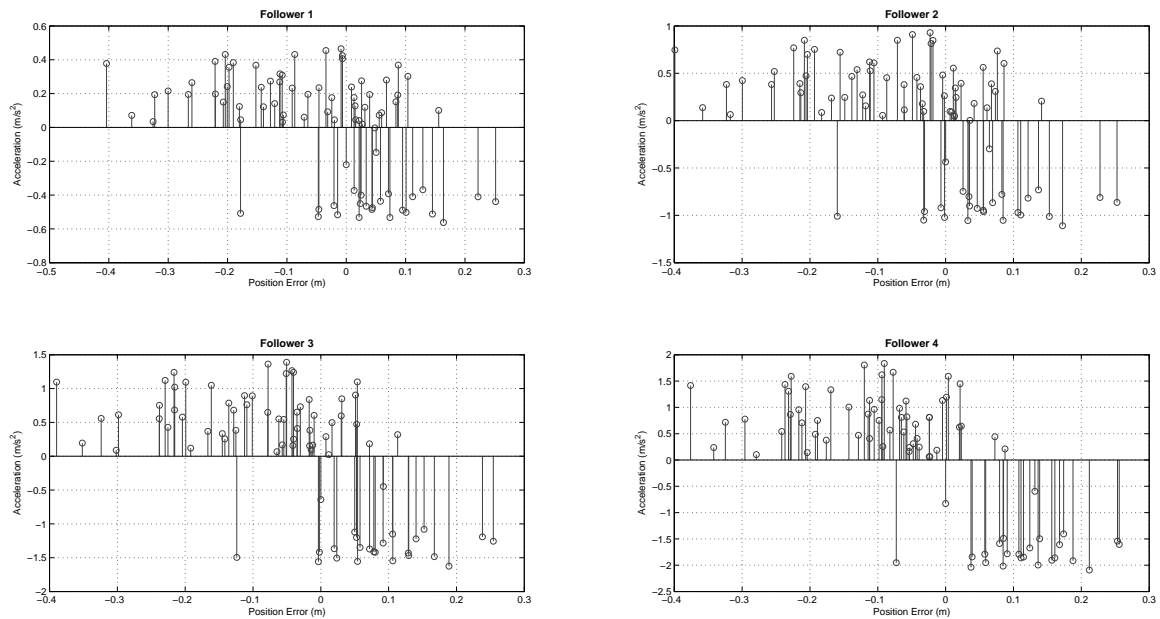 Follower 1
0.6
0.4
0.2
0
−0.2
−0.4
−0.6
−0.8
Acceleration (m/s²)
−0.5 −0.4 −0.3 −0.2 −0.1 0 0.1 0.2 0.3
Position Error (m)
Follower 2
1
0.5
0
−0.5
−1
−1.5
Acceleration (m/s²)
−0.4 −0.3 −0.2 −0.1 0 0.1 0.2 0.3
Position Error (m)
Follower 3
1.5
1
0.5
0
−0.5
−1
−1.5
−2
Acceleration (m/s²)
−0.4 −0.3 −0.2 −0.1 0 0.1 0.2 0.3
Position Error (m)
Follower 4
2
1.5
1
0.5
0
−0.5
−1
−1.5
−2
−2.5
Acceleration (m/s²)
−0.4 −0.3 −0.2 −0.1 0 0.1 0.2 0.3
Position Error (m)